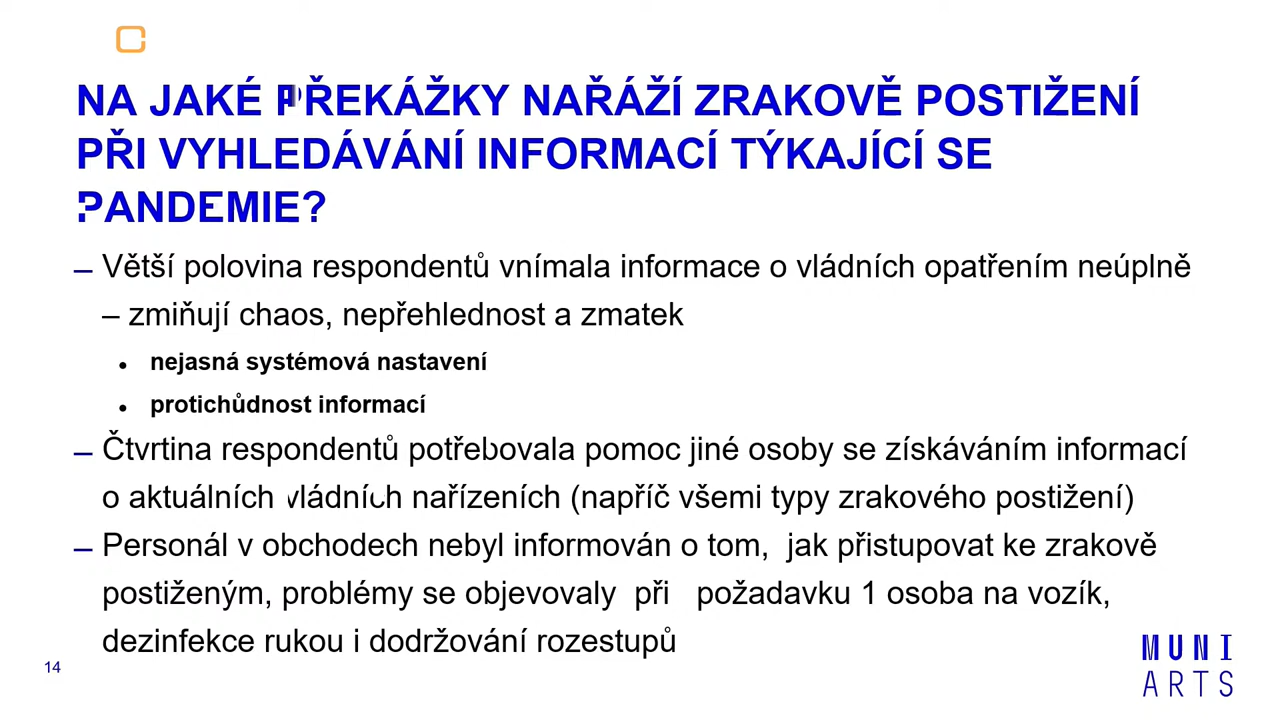 NA JAKÉ PŘEKÁŽKY NAŘÁŽÍ ZRAKOVĚ POSTIŽENÍ
PŘI VYHLEDÁVÁNÍ INFORMACÍ TÝKAJÍCÍ SE
PANDEMIE?
– Větší polovina respondentů vnímala informace o vládních opatřením neúplně
– zmiňují chaos, nepřehlednost a zmatek
• nejasná systémová nastavení
• protichůdnost informací
– Čtvrtina respondentů potřebovala pomoc jiné osoby se získáváním informací
o aktuálních vládních nařízeních (napříč všemi typy zrakového postižení)
– Personál v obchodech nebyl informován o tom, jak přistupovat ke zrakově
postiženým, problémy se objevovaly při požadavku 1 osoba na vozík,
dezinfekce rukou i dodržování rozestupů
14
MUNI
ARTS